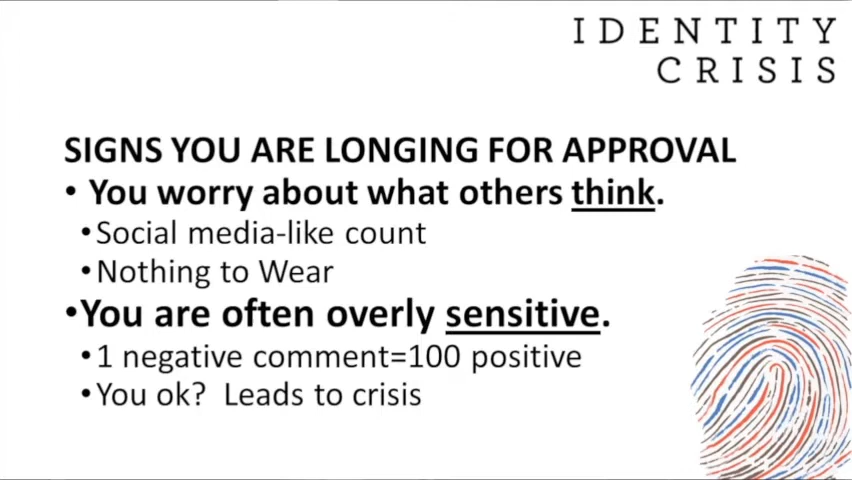 IDENTITY
CRISIS
SIGNS YOU ARE LONGING FOR APPROVAL
• You worry about what others think.
•Social media-like count
•Nothing to Wear
•You are often overly sensitive.
•1 negative comment=100 positive
•You ok?  Leads to crisis